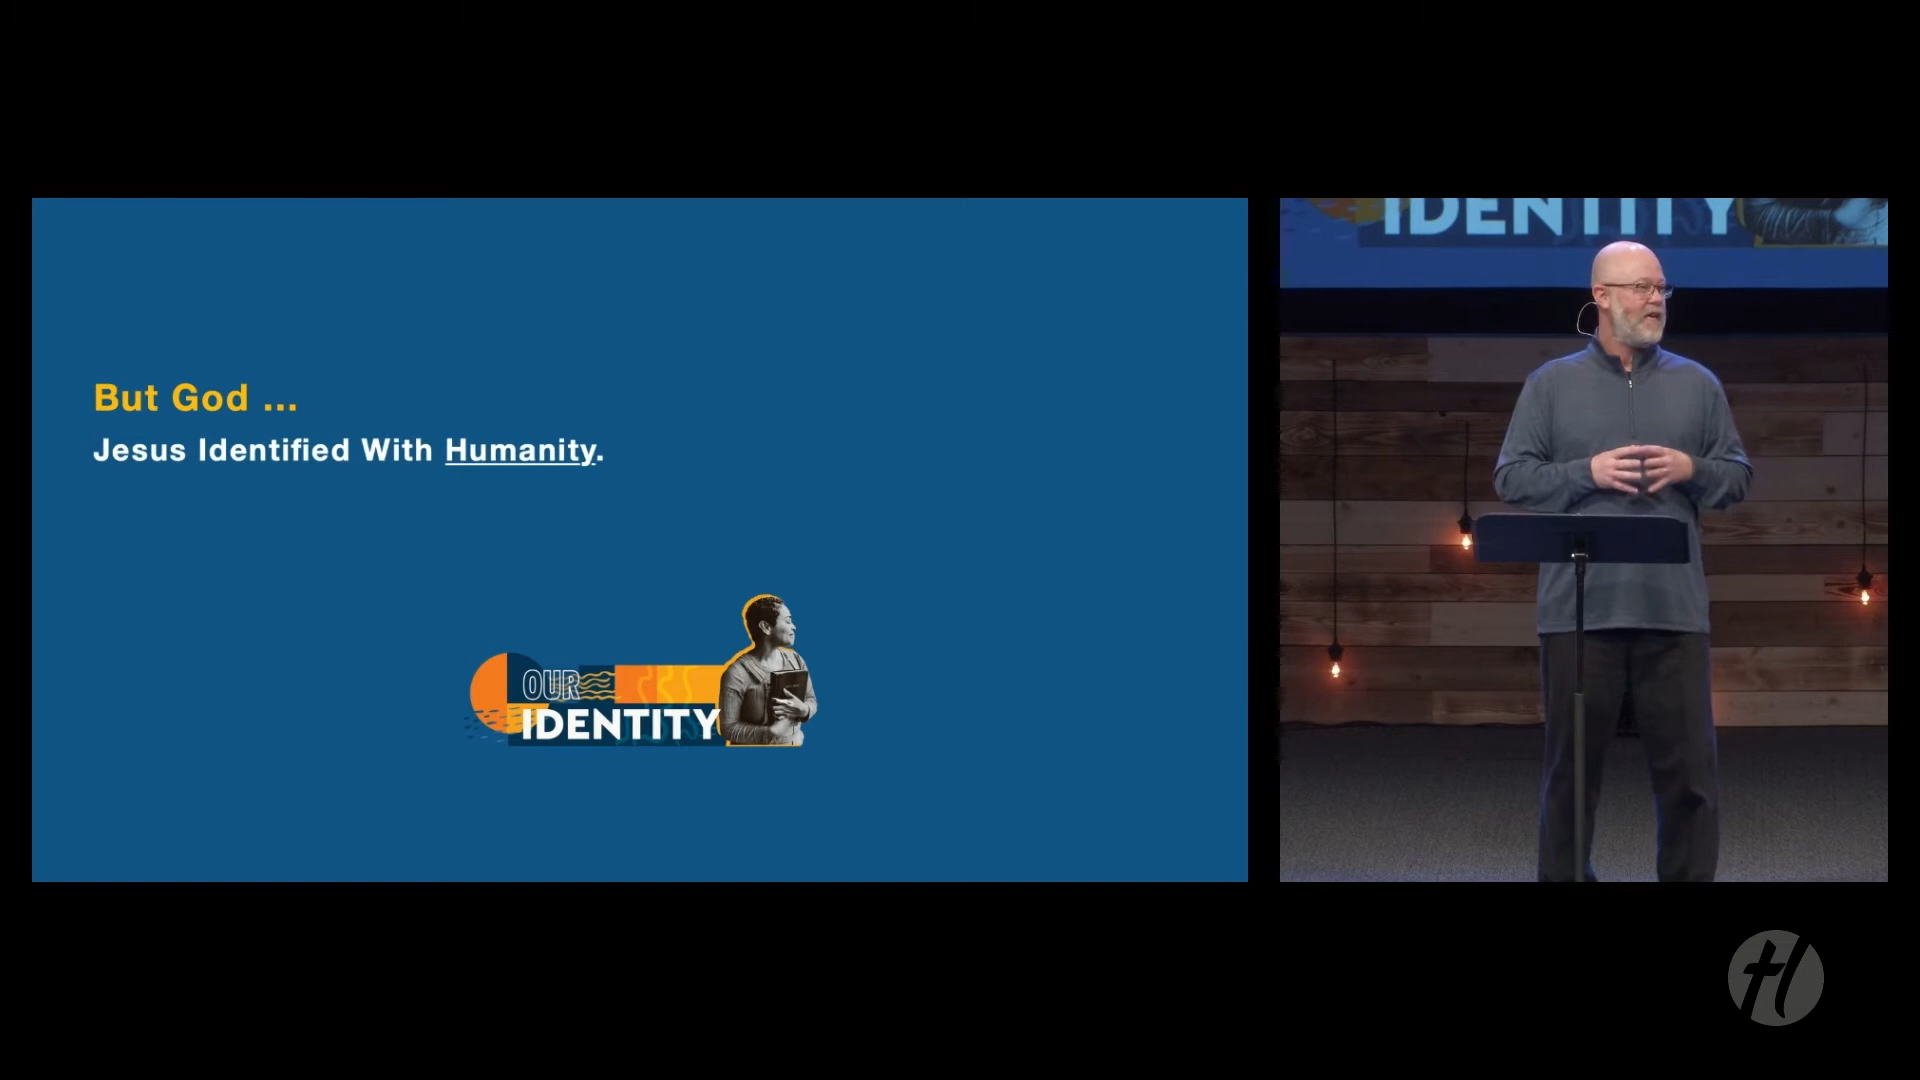 But God ...
Jesus Identified With Humanity.
OUR
IDENTITY
IDENTITY
H